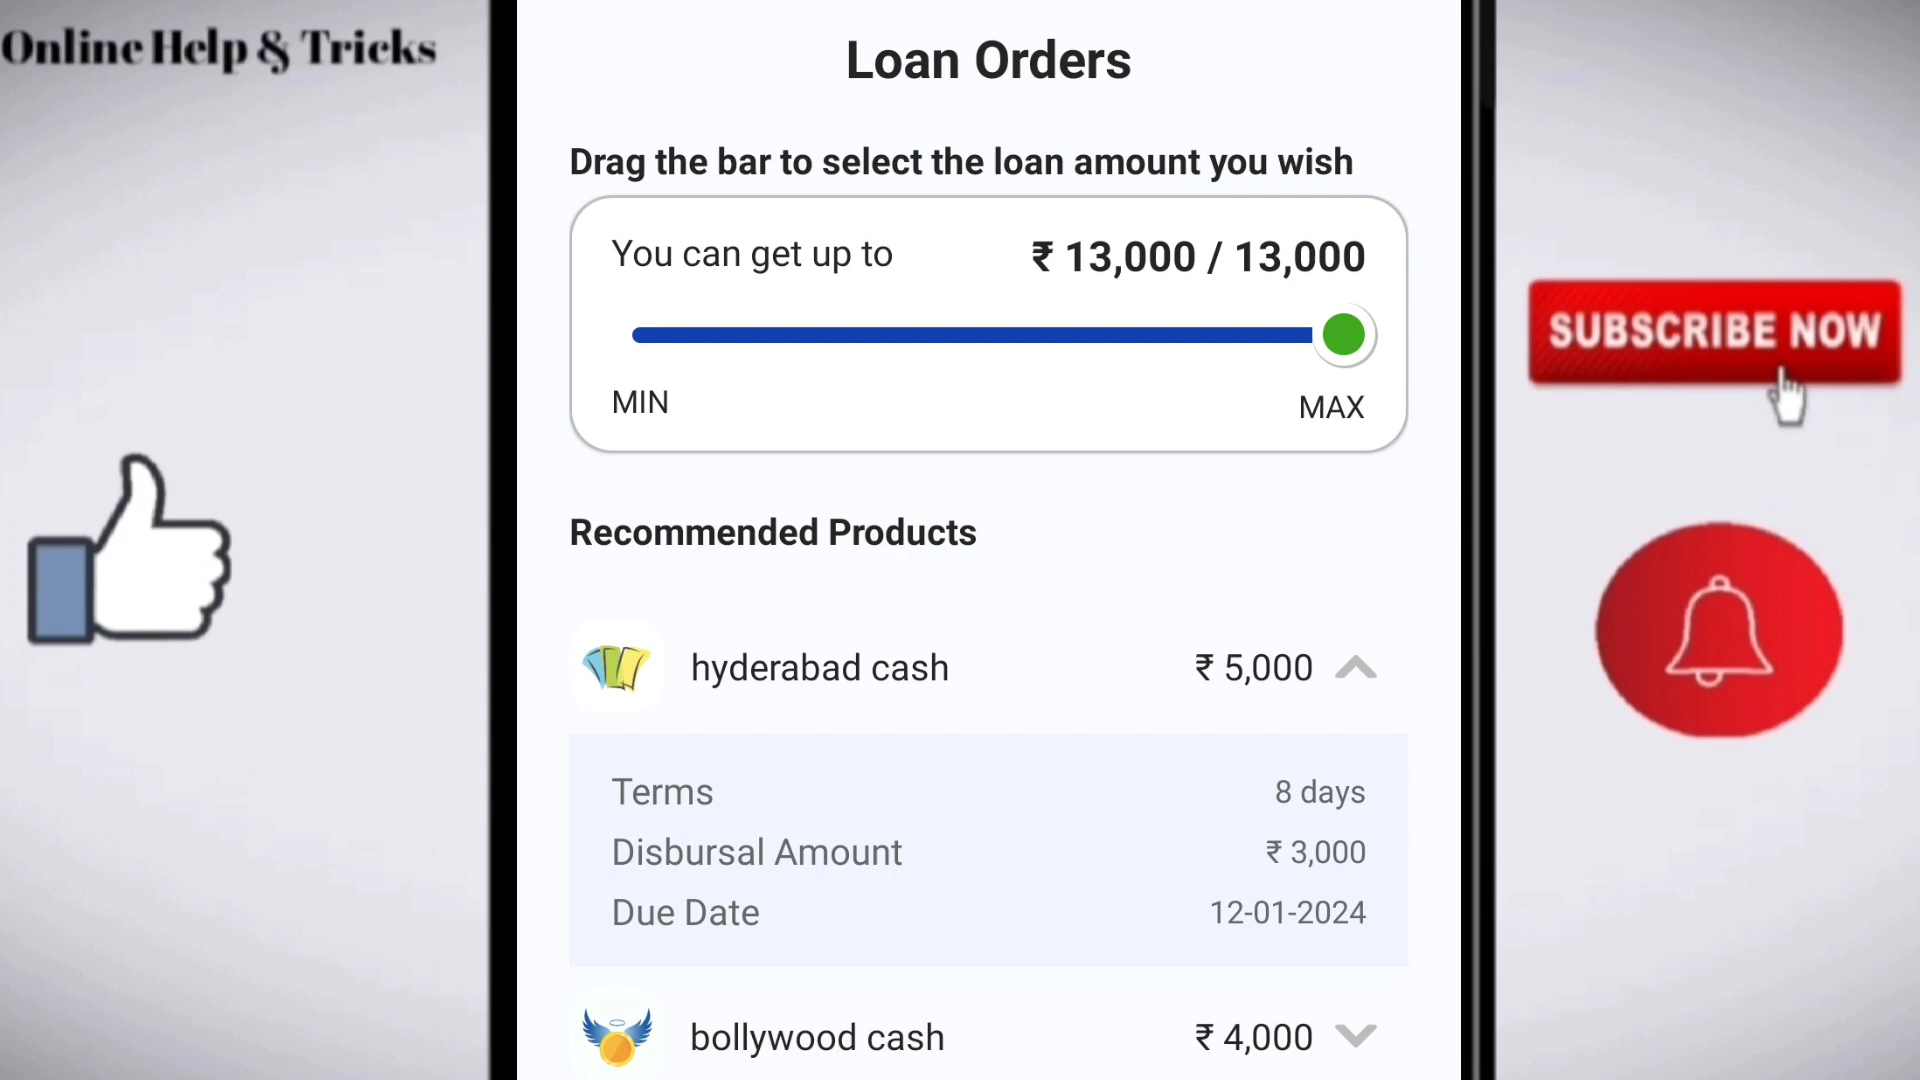 Online Help & Tricks
Loan Orders
Drag the bar to select the loan amount you wish
You can get up to ₹ 13,000 / 13,000
MIN MAX
SUBSCRIBE NOW
Recommended Products
hyderabad cash ₹ 5,000
Terms 8 days
Disbursal Amount ₹ 3,000
Due Date 12-01-2024
bollywood cash ₹ 4,000